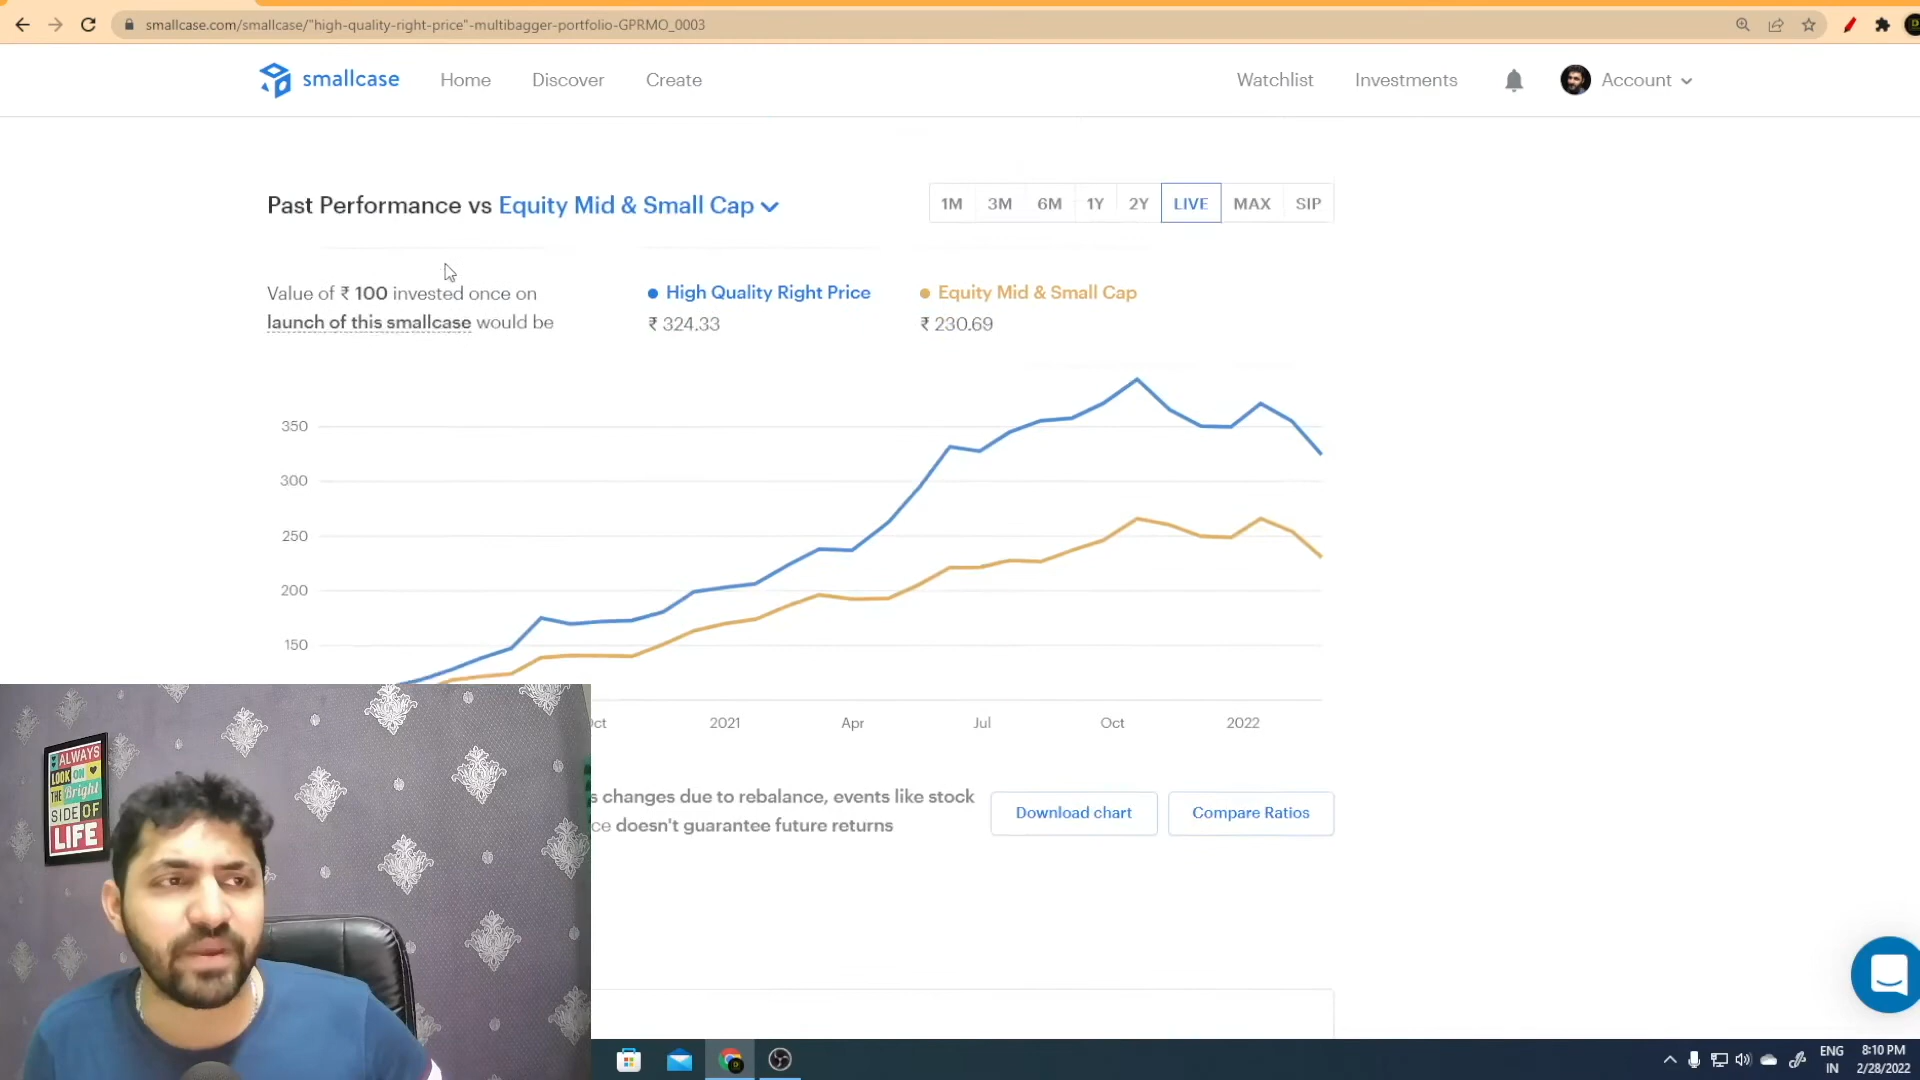 smallcase.com/smallcase/"high-quality-right-price"-multibagger-portfolio-GPRMO_0003
smallcase
Home
Discover
Create
Watchlist
Investments
Account
Past Performance vs Equity Mid & Small Cap
1M
3M
6M
1Y
2Y
LIVE
MAX
SIP
Value of ₹ 100 invested once on
launch of this smallcase would be
High Quality Right Price
₹ 324.33
Equity Mid & Small Cap
₹ 230.69
350
300
250
200
150
2021
Apr
Jul
Oct
2022
s changes due to rebalance, events like stock
ce doesn't guarantee future returns
Download chart
Compare Ratios
ALWAYS
LOOK ON
THE Bright
SIDE OF
LIFE
ENG
IN
8:10 PM
2/28/2022